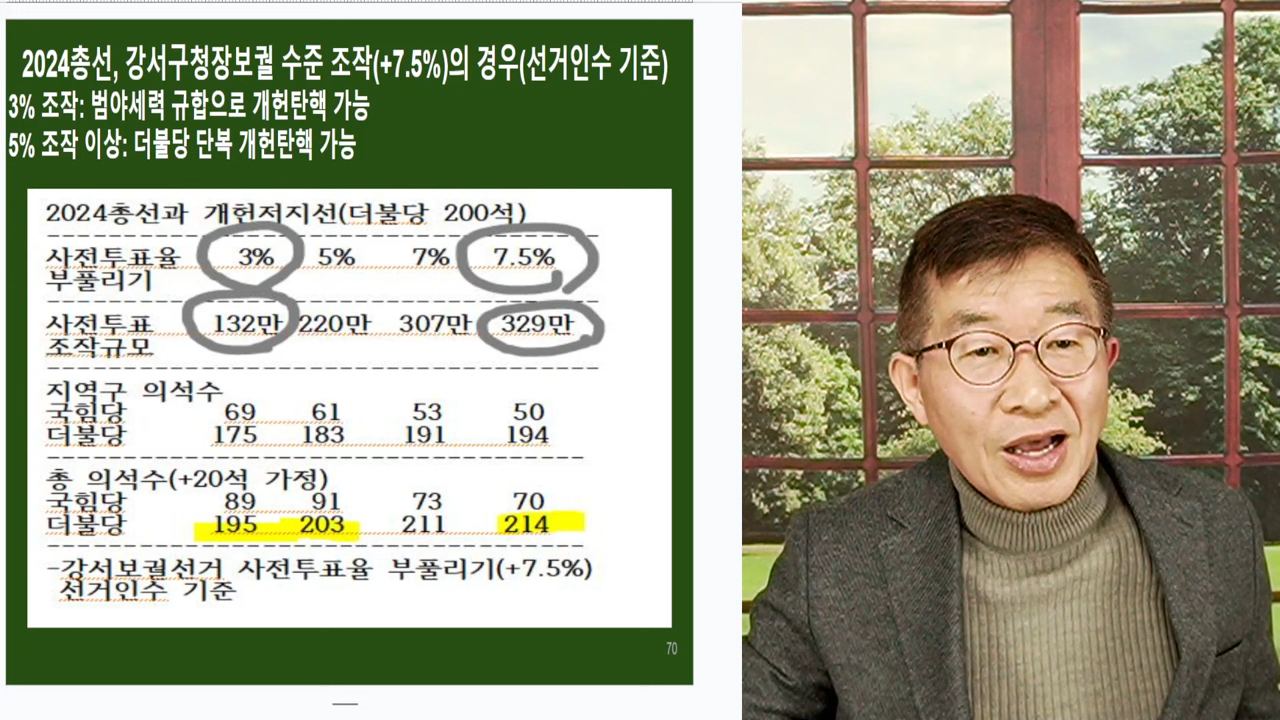 2024총선, 강서구청장보궐 수준 조작(+7.5%)의 경우(선거인수 기준)
3% 조작: 범야세력 규합으로 개헌탄핵 가능
5% 조작 이상: 더불당 단복 개헌탄핵 가능
2024총선과 개헌저지선(더불당 200석)
사전투표율 3% 5% 7% 7.5%
부풀리기
사전투표 132만 220만 307만 329만
조작규모
지역구 의석수
국힘당 69 61 53 50
더불당 175 183 191 194
총 의석수(+20석 가정)
국힘당 89 91 73 70
더불당 195 203 211 214
-강서보궐선거 사전투표율 부풀리기(+7.5%)
선거인수 기준
70